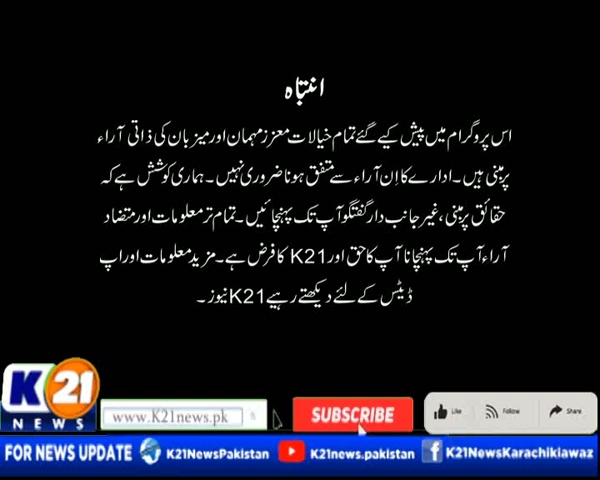 انتباہ
اس پروگرام میں پیش کیے گئے تمام خیالات معزز مہمان اور میزبان کی ذاتی آراء
پر مبنی ہیں۔ ادارے کا اِن آراء سے متفق ہونا ضروری نہیں۔ ہماری کوشش ہے کہ
حقائق پر مبنی، غیر جانب دار گفتگو آپ تک پہنچائیں۔ تمام تر معلومات اور متضاد
آراء آپ تک پہنچانا آپ کا حق اور K21 کا فرض ہے۔ مزید معلومات اور اپ
ڈیٹس کے لئے دیکھتے رہیے K21 نیوز۔
K21
NEWS
www.K21news.pk
SUBSCRIBE
Like
Follow
Share
FOR NEWS UPDATE
K21NewsPakistan
K21news.pakistan
K21NewsKarachikiawaz